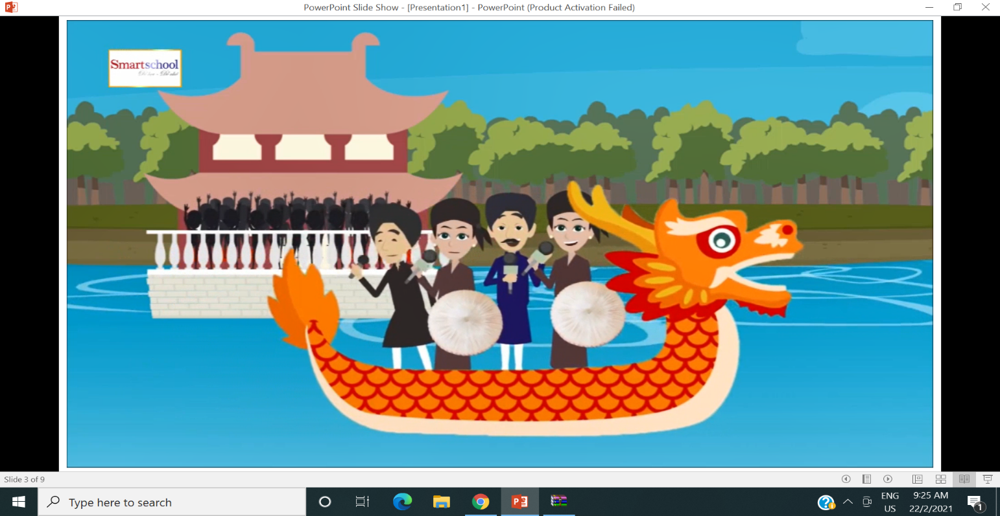 PowerPoint Slide Show - [Presentation1] - PowerPoint (Product Activation Failed)
Smartschool
Slide 3 of 9
Type here to search
ENG
US
9:25 AM
22/2/2021
1